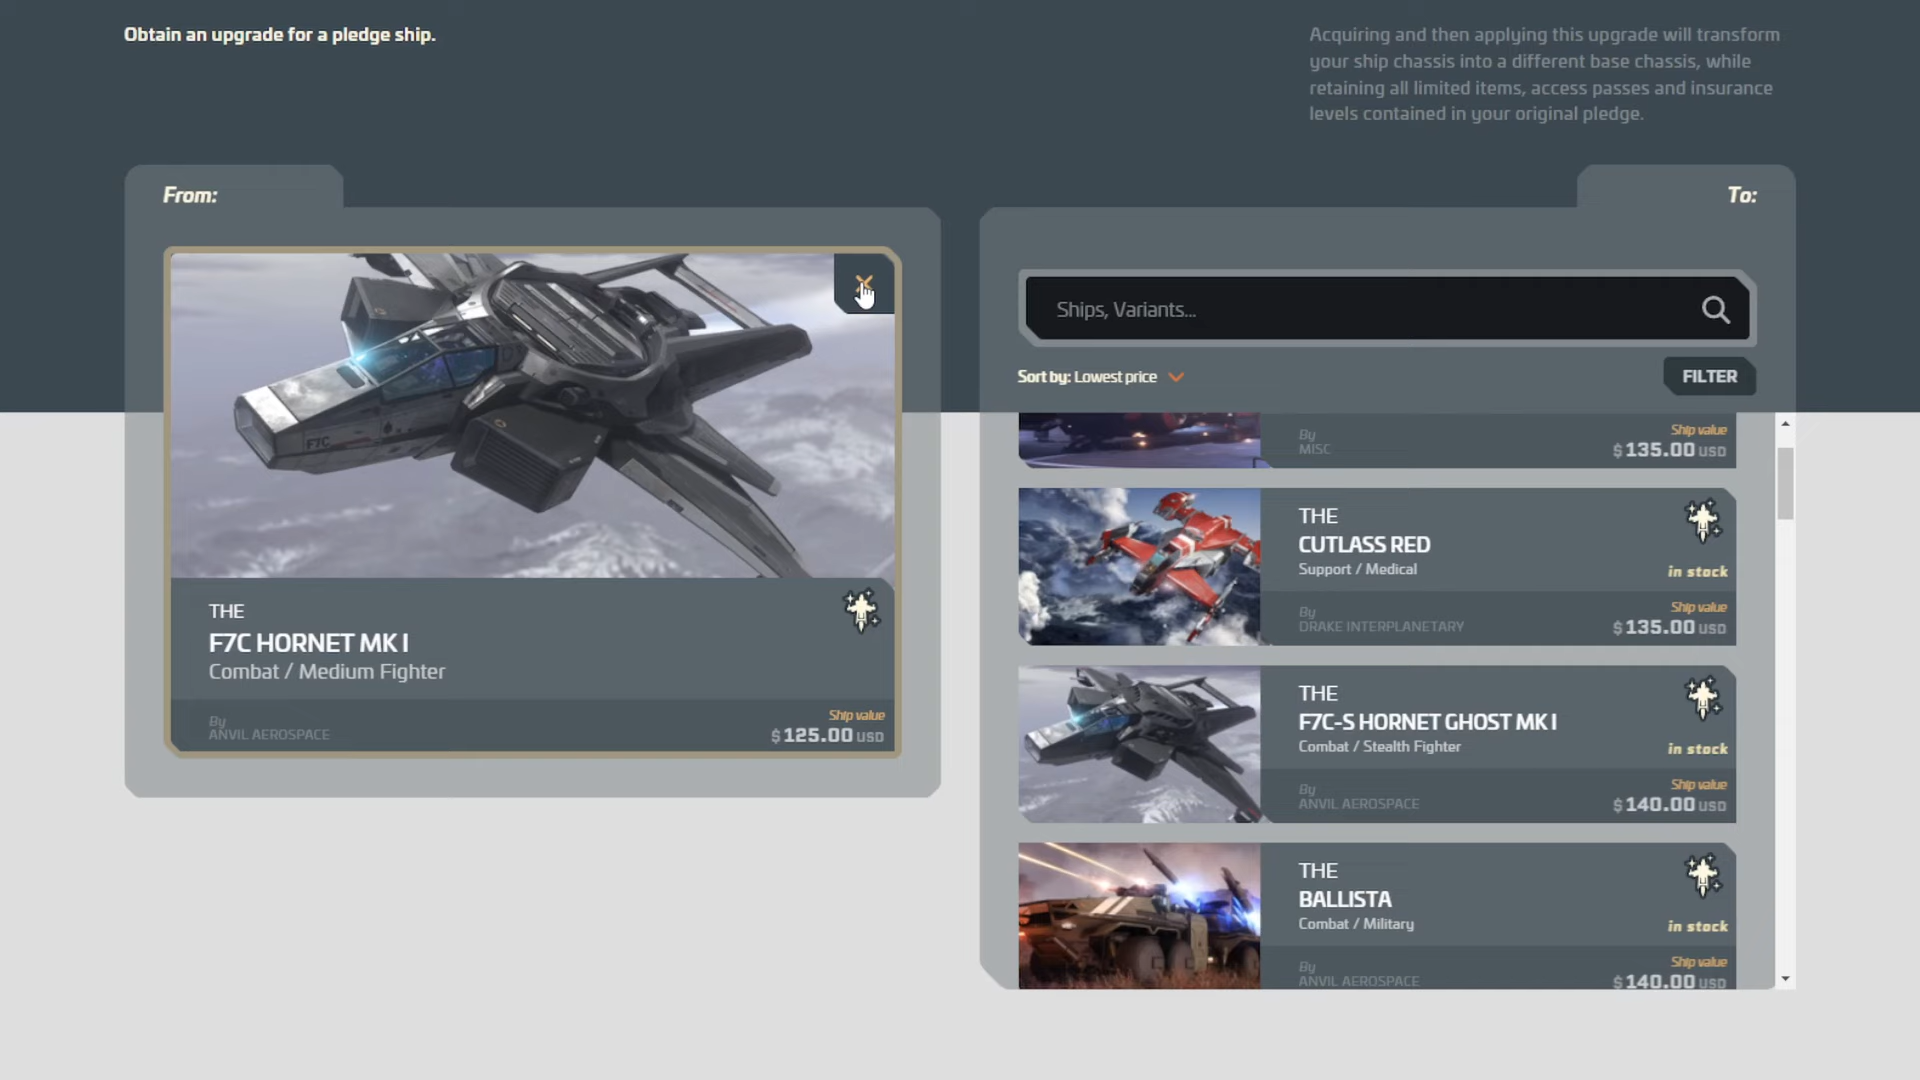 Obtain an upgrade for a pledge ship.
Acquiring and then applying this upgrade will transform
your ship chassis into a different base chassis, while
retaining all limited items, access passes and insurance
levels contained in your original pledge.
From:
F7C
THE
F7C HORNET MK I
Combat / Medium Fighter
By
ANVIL AEROSPACE
Ship value
$ 125.00 USD
To:
Ships, Variants...
Sort by: Lowest price
FILTER
By
MISC
Ship value
$ 135.00 USD
THE
CUTLASS RED
Support / Medical
in stock
By
DRAKE INTERPLANETARY
Ship value
$ 135.00 USD
THE
F7C-S HORNET GHOST MK I
Combat / Stealth Fighter
in stock
By
ANVIL AEROSPACE
Ship value
$ 140.00 USD
THE
BALLISTA
Combat / Military
in stock
By
ANVIL AEROSPACE
Ship value
$ 140.00 USD